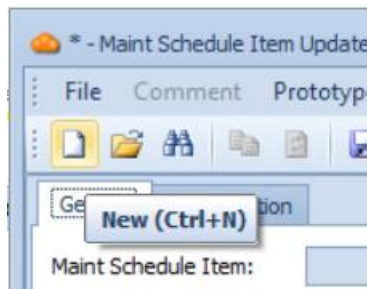 * - Maint Schedule Item Update
File Comment Prototyp
Ge tion
New (Ctrl+N)
Maint Schedule Item: